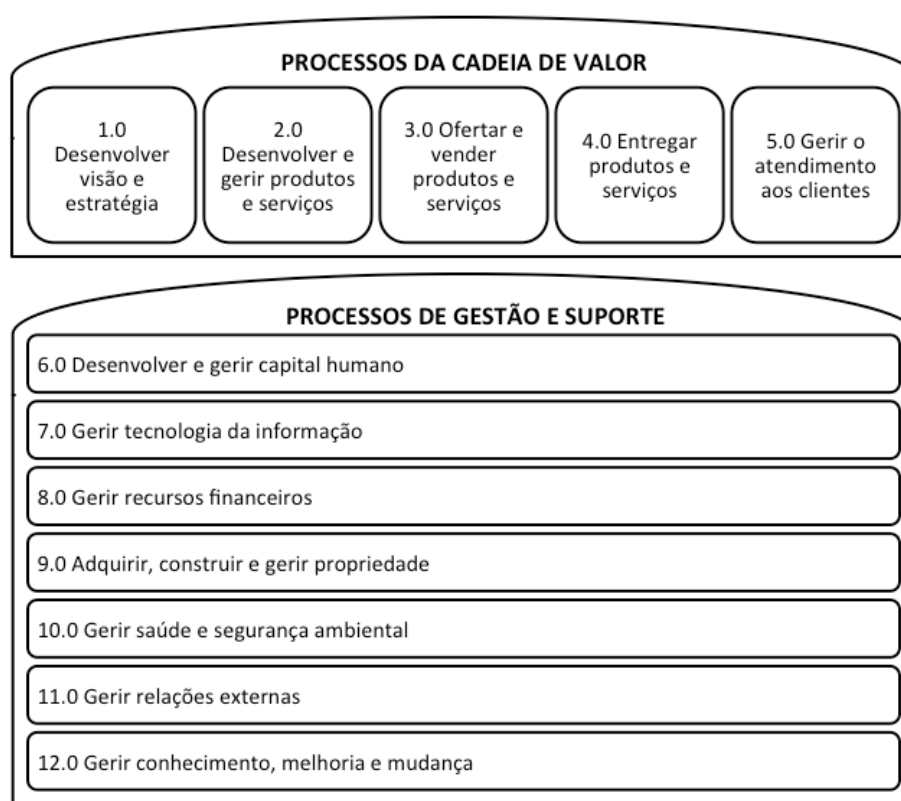 PROCESSOS DA CADEIA DE VALOR
1.0
Desenvolver
visão e
estratégia
2.0
Desenvolver e
gerir produtos
e serviços
3.0 Ofertar e
vender
produtos e
serviços
4.0 Entregar
produtos e
serviços
5.0 Gerir o
atendimento
aos clientes
PROCESSOS DE GESTÃO E SUPORTE
6.0 Desenvolver e gerir capital humano
7.0 Gerir tecnologia da informação
8.0 Gerir recursos financeiros
9.0 Adquirir, construir e gerir propriedade
10.0 Gerir saúde e segurança ambiental
11.0 Gerir relações externas
12.0 Gerir conhecimento, melhoria e mudança